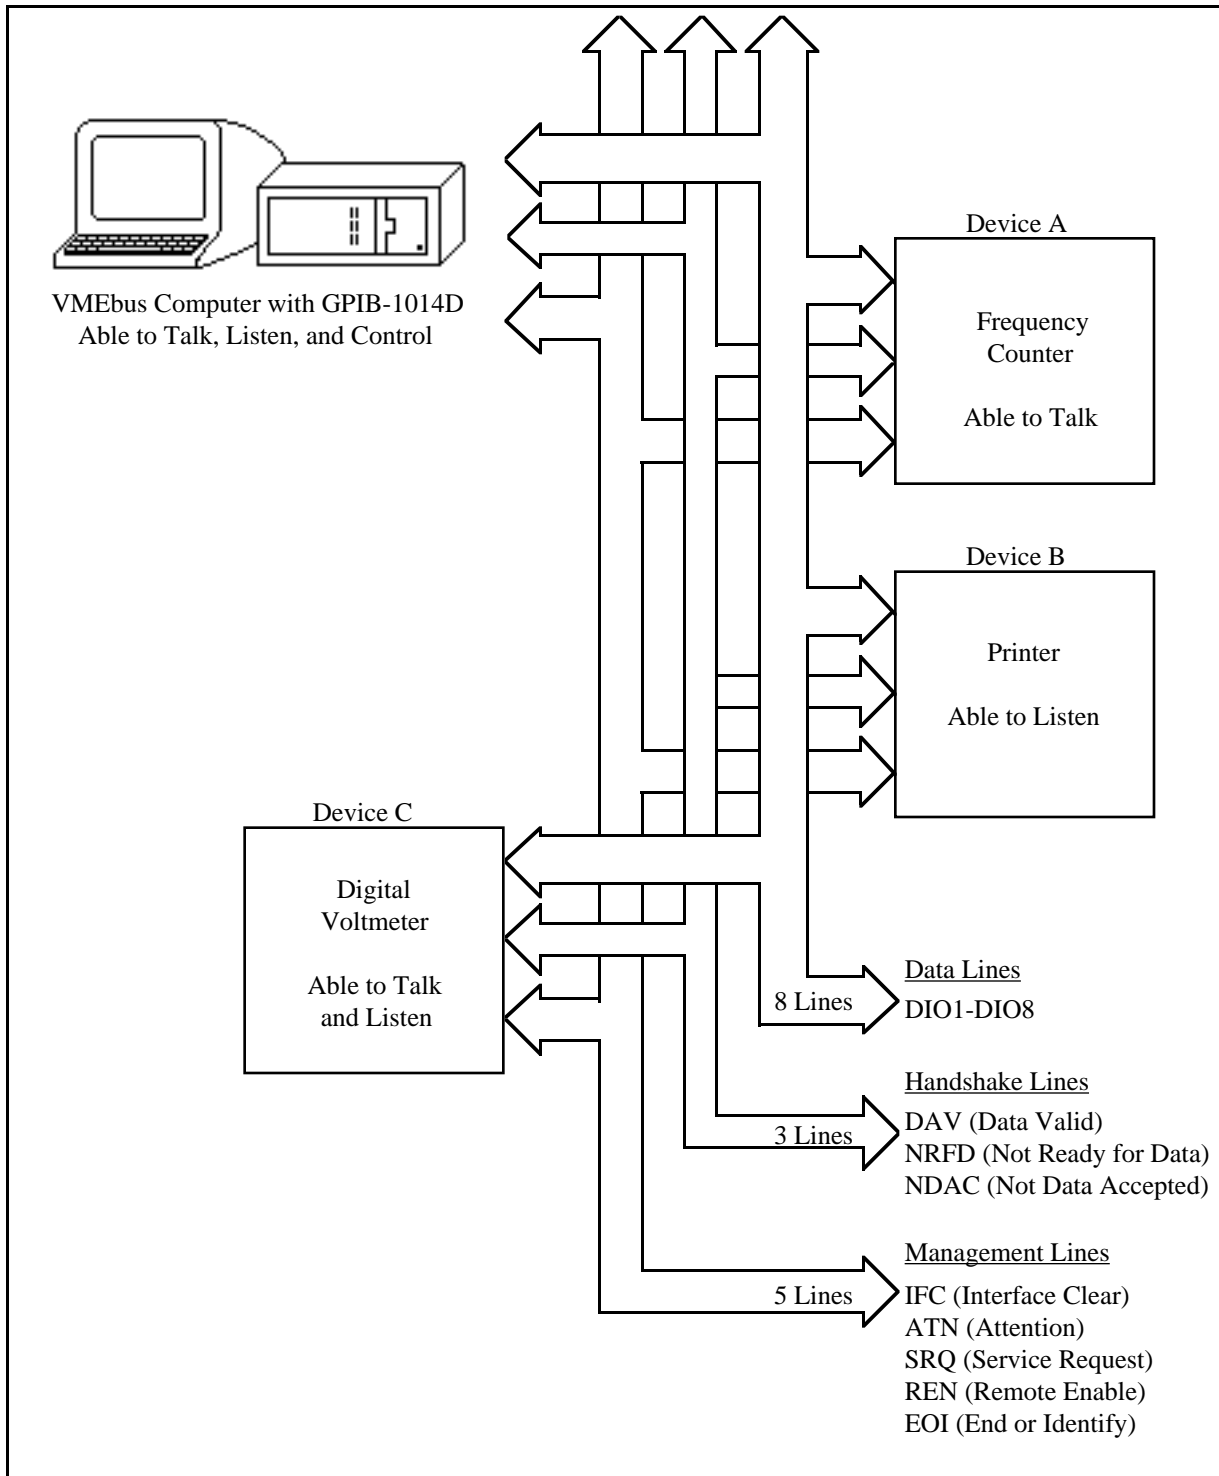 VMEbus Computer with GPIB-1014D
Able to Talk, Listen, and Control
Device A
Frequency
Counter
Able to Talk
Device B
Printer
Able to Listen
Device C
Digital
Voltmeter
Able to Talk
and Listen
8 Lines
Data Lines
DIO1-DIO8
3 Lines
Handshake Lines
DAV (Data Valid)
NRFD (Not Ready for Data)
NDAC (Not Data Accepted)
5 Lines
Management Lines
IFC (Interface Clear)
ATN (Attention)
SRQ (Service Request)
REN (Remote Enable)
EOI (End or Identify)